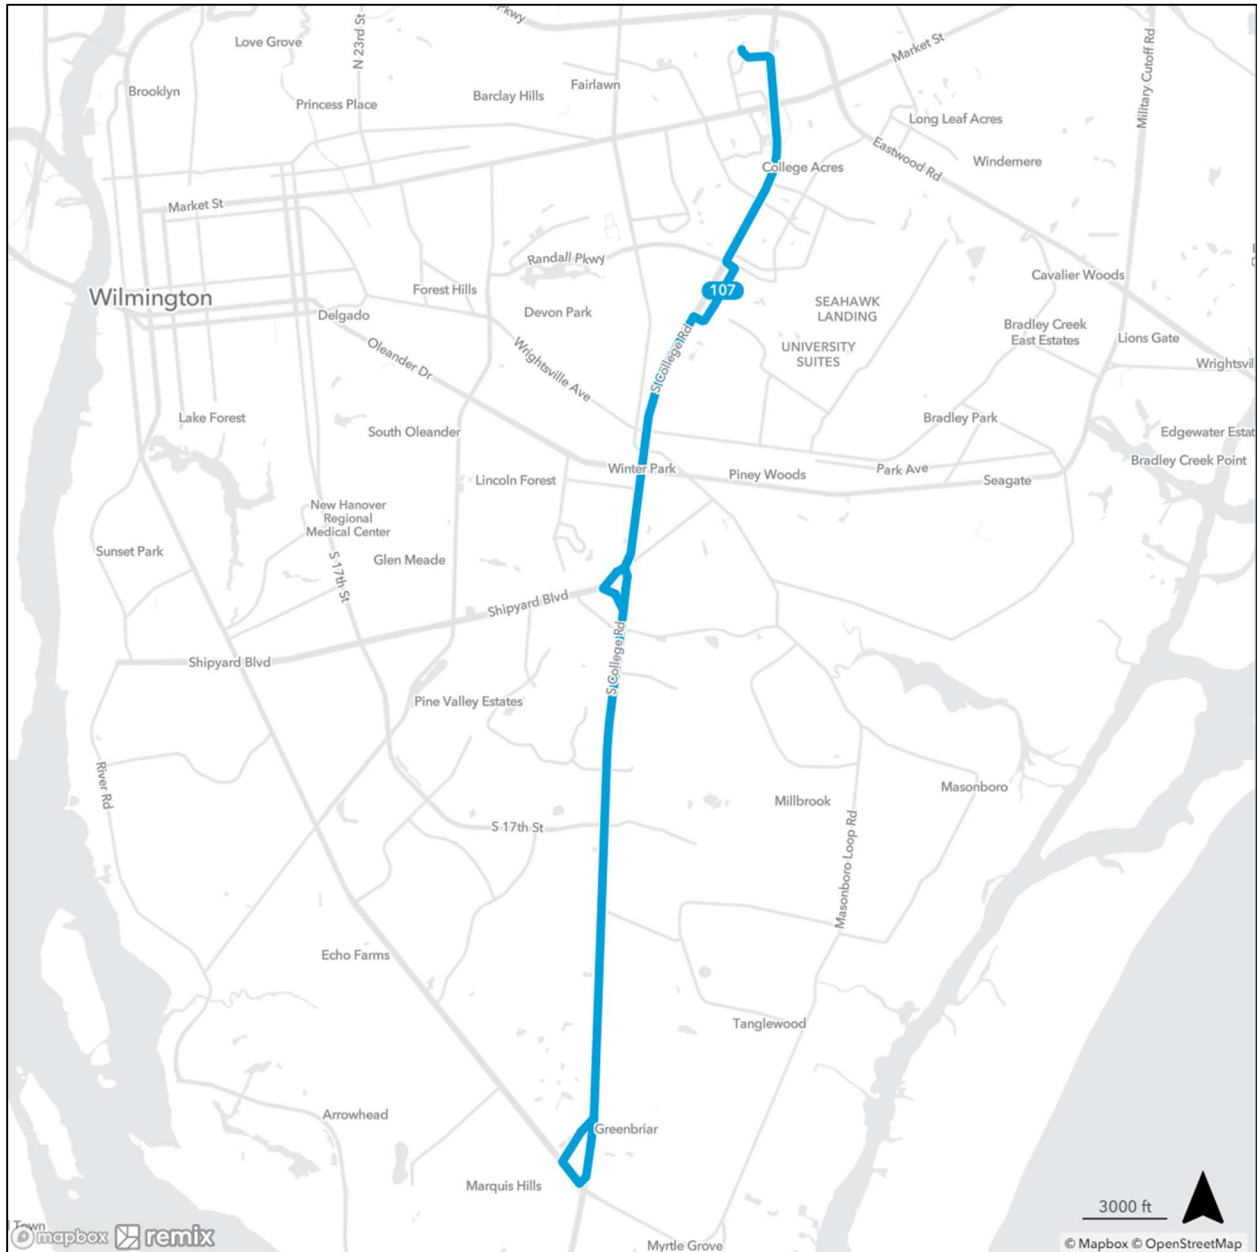 Pkwy
Love Grove
N 23rd St
Market St
Military Cutoff Rd
Brooklyn
Princess Place
Barclay Hills
Fairlawn
Long Leaf Acres
Eastwood Rd
Windemere
College Acres
Market St
Randall Pkwy
Cavalier Woods
Wilmington
Forest Hills
107
SEAHAWK
LANDING
Delgado
Devon Park
Bradley Creek
East Estates
Lions Gate
Oleander Dr
Wrightsville Ave
S College Rd
UNIVERSITY
SUITES
Wrightsvil
Lake Forest
South Oleander
Bradley Park
Edgewater Estat
Winter Park
Piney Woods
Park Ave
Seagate
Bradley Creek Point
Lincoln Forest
New Hanover
Regional
Medical Center
Sunset Park
Glen Meade
S 17th St
Shipyard Blvd
S College Rd
Shipyard Blvd
Pine Valley Estates
River Rd
Millbrook
Masonboro
S 17th St
Masonboro Loop Rd
Echo Farms
Tanglewood
Arrowhead
Greenbriar
Marquis Hills
3000 ft
Town
mapbox remix
Myrtle Grove
© Mapbox © OpenStreetMap